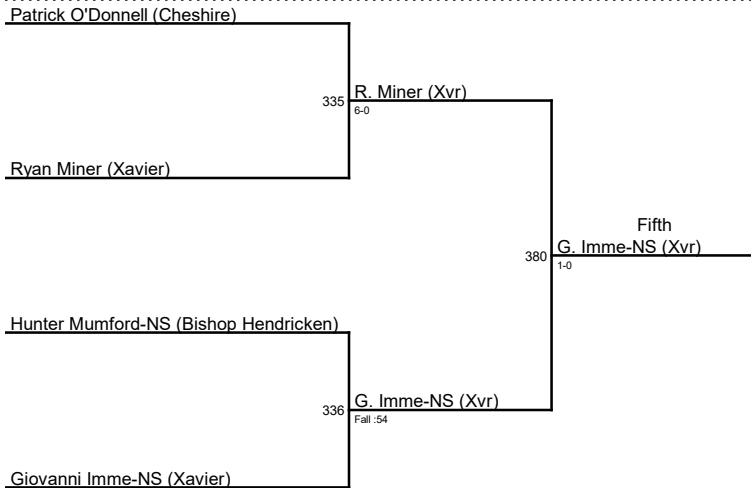 Patrick O'Donnell (Cheshire)
335 R. Miner (Xvr)
6-0
Ryan Miner (Xavier)
Fifth
380 G. Imme-NS (Xvr)
1-0
Hunter Mumford-NS (Bishop Hendricken)
336 G. Imme-NS (Xvr)
Fall :54
Giovanni Imme-NS (Xavier)